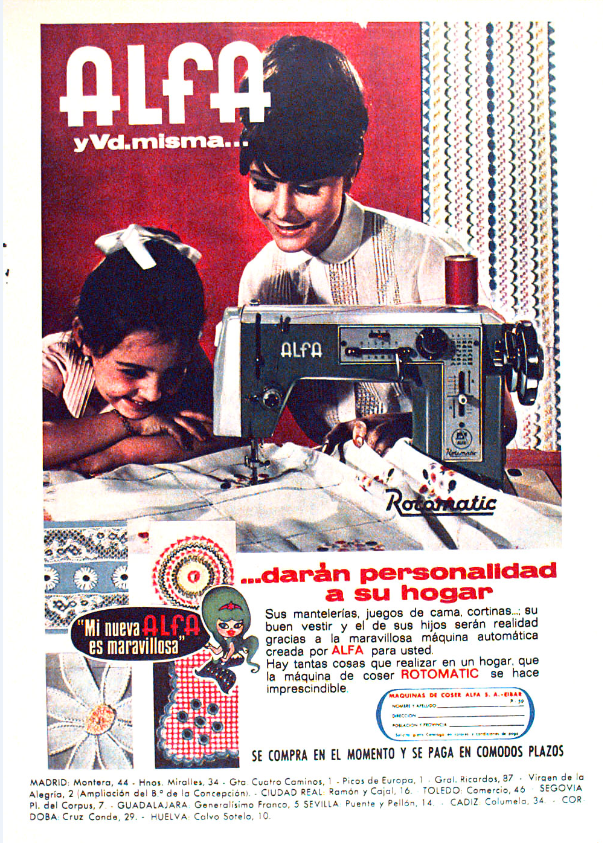 ALFA
y Vd. misma...
ALFA
Rotomatic
Rotomatic
...darán personalidad
a su hogar
Sus mantelerías, juegos de cama, cortinas...; su
buen vestir y el de sus hijos serán realidad
gracias a la maravillosa máquina automática
creada por ALFA para usted.
Hay tantas cosas que realizar en un hogar, que
la máquina de coser ROTOMATIC se hace
imprescindible.
"Mi nueva ALFA
es maravillosa"
MAQUINAS DE COSER ALFA S. A.-EIBAR
P - 59
NOMBRE Y APELLIDO
DIRECCION
POBLACION Y PROVINCIA
SE COMPRA EN EL MOMENTO Y SE PAGA EN COMODOS PLAZOS
MADRID: Montera, 44 - Hnos. Miralles, 34 - Gta. Cuatro Caminos, 1 - Picos de Europa, 1 - Gral. Ricardos, 87 - Virgen de la
Alegría, 2 (Ampliación del B.º de la Concepción). - CIUDAD REAL: Ramón y Cajal, 16. - TOLEDO: Comercio, 46 - SEGOVIA
Pl. del Corpus, 7. - GUADALAJARA: Generalísimo Franco, 5 SEVILLA: Puente y Pellón, 14. - CADIZ: Columela, 34. - COR
DOBA: Cruz Conde, 29. - HUELVA: Calvo Sotelo, 10.